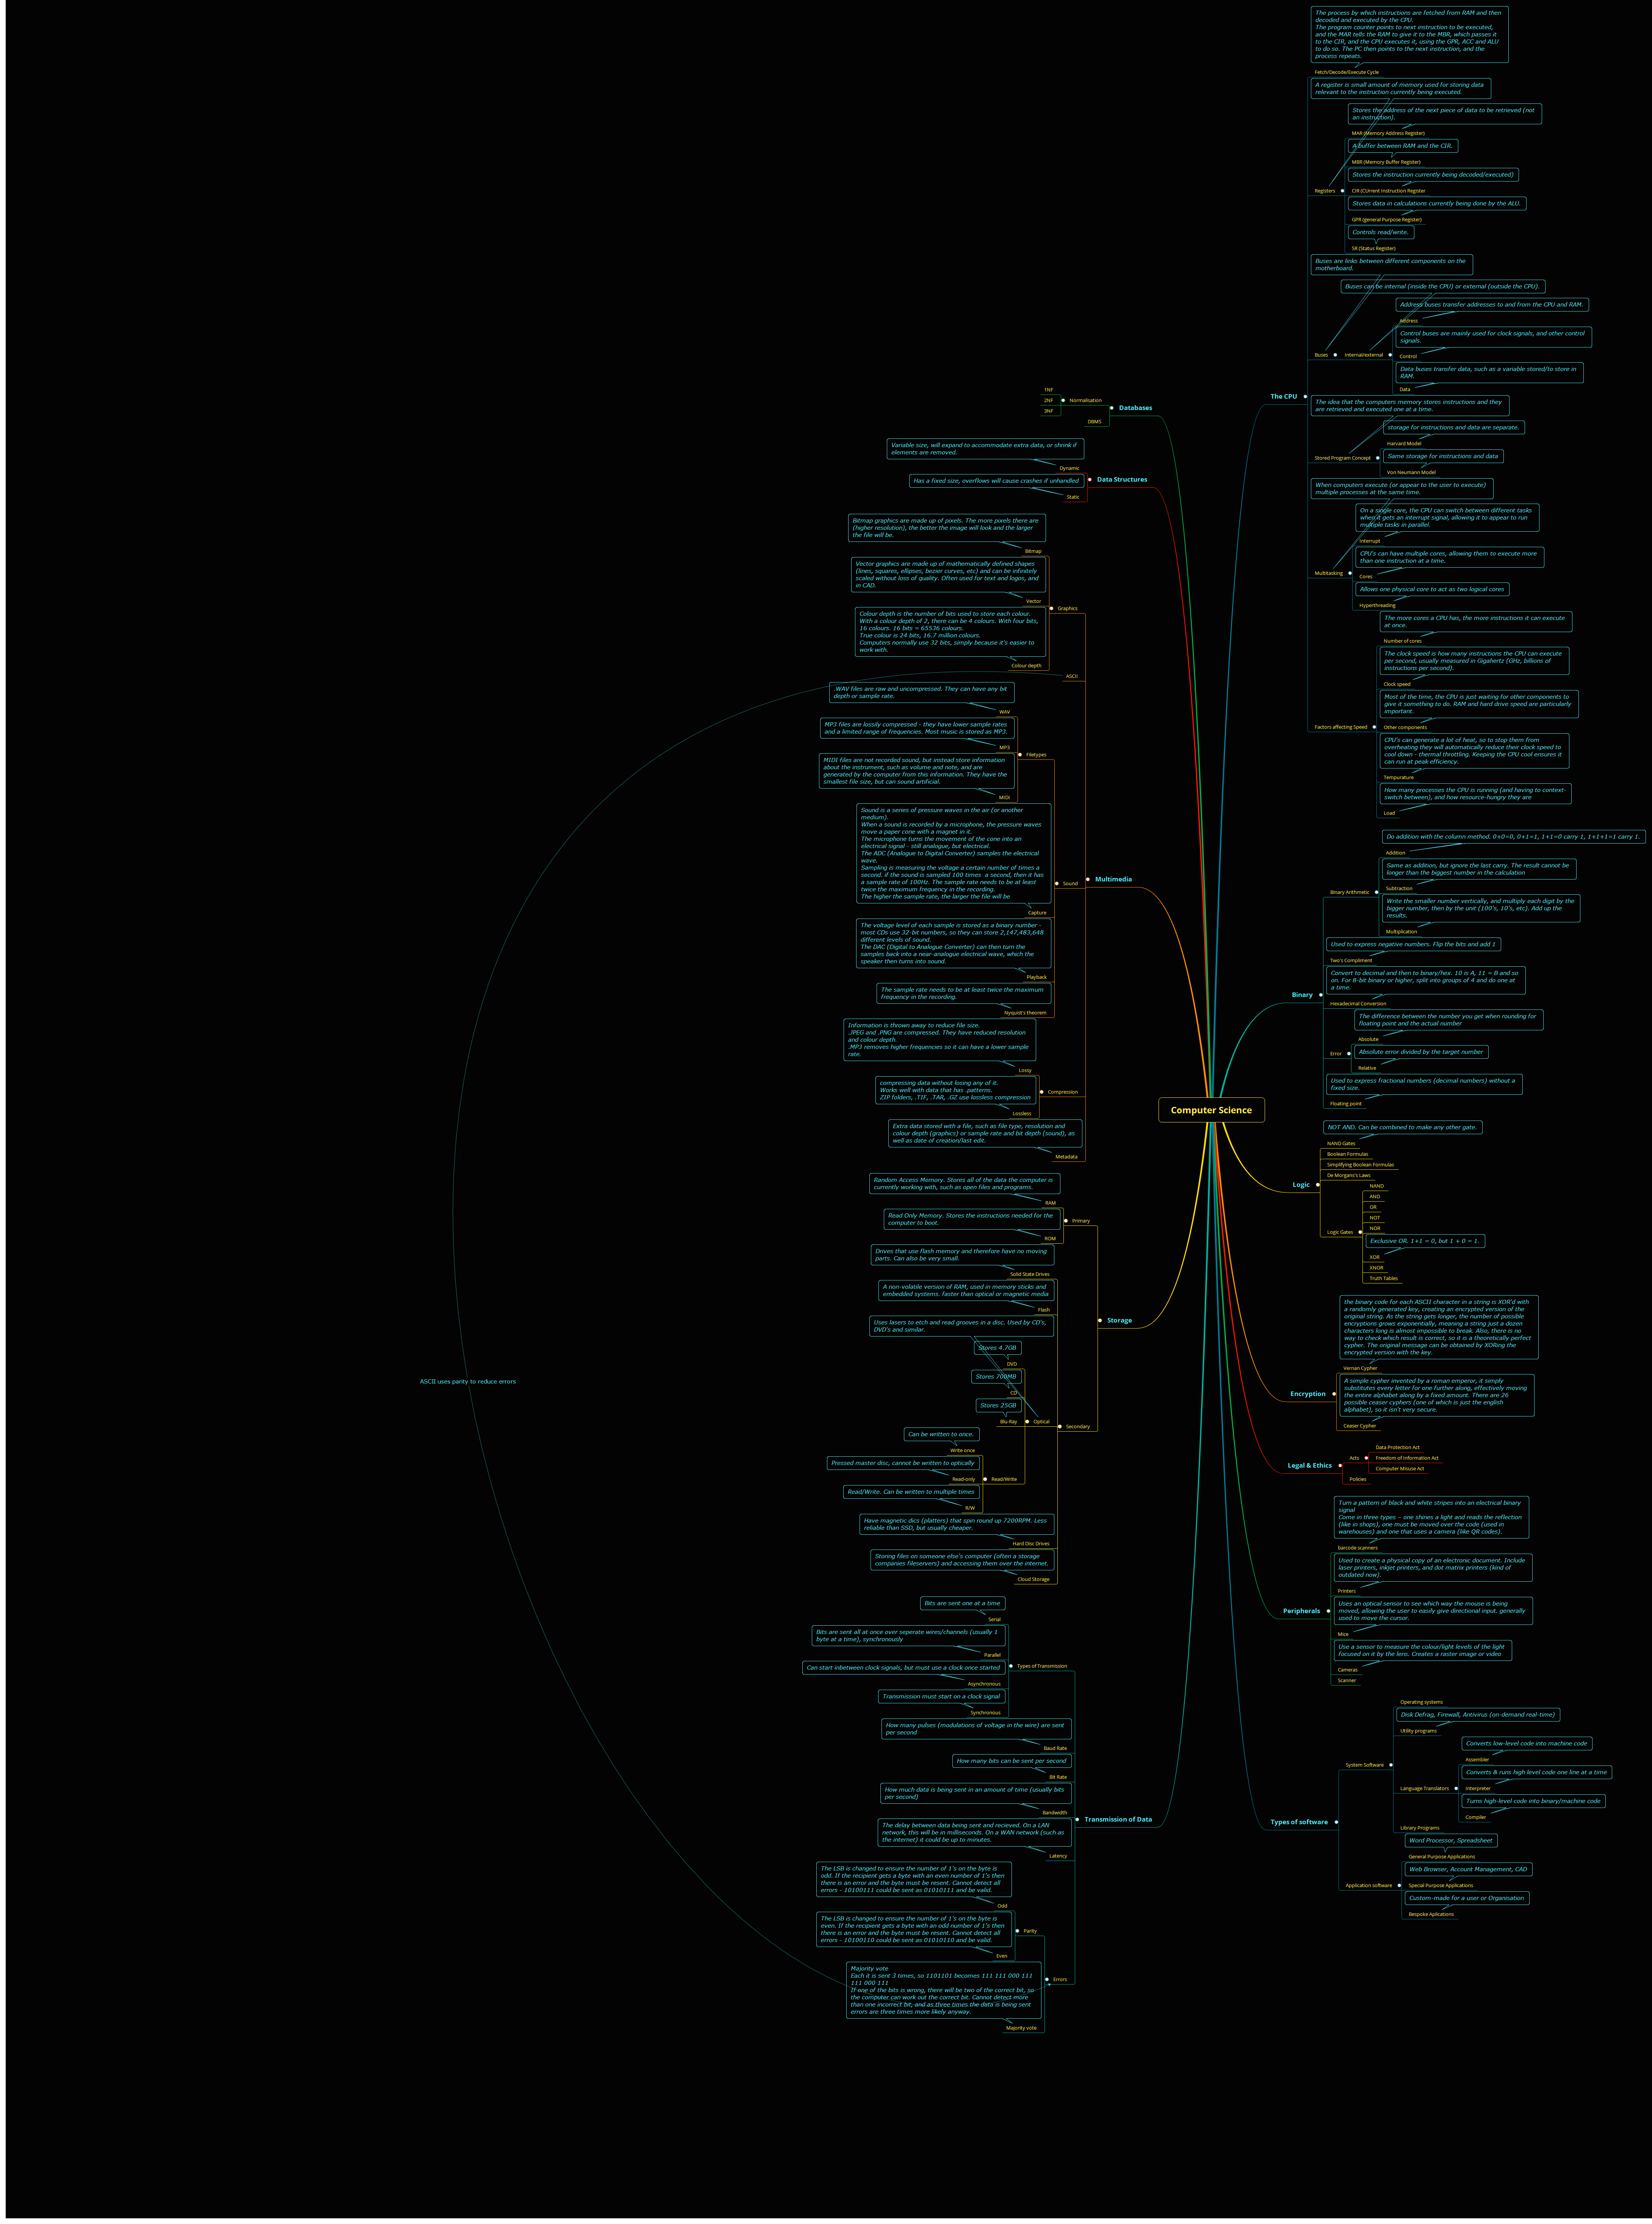 Computer Science
The CPU
The process by which instructions are fetched from RAM and then
decoded and executed by the CPU.
The program counter points to next instruction to be executed,
and the MAR tells the RAM to give it to the MBR, which passes it
to the CIR, and the CPU executes it, using the GPR, ACC and ALU
to do so. The PC then points to the next instruction, and the
process repeats.
Fetch/Decode/Execute Cycle
A register is small amount of memory used for storing data
relevant to the instruction currently being executed.
Registers
Stores the address of the next piece of data to be retrieved (not
an instruction).
MAR (Memory Address Register)
A buffer between RAM and the CIR.
MBR (Memory Buffer Register)
Stores the instruction currently being decoded/executed)
CIR (CUrrent Instruction Register
Stores data in calculations currently being done by the ALU.
GPR (general Purpose Register)
Controls read/write.
SR (Status Register)
Buses are links between different components on the
motherboard.
Buses
Buses can be internal (inside the CPU) or external (outside the CPU).
Internal/external
Address buses transfer addresses to and from the CPU and RAM.
Address
Control buses are mainly used for clock signals, and other control
signals.
Control
Data buses transfer data, such as a variable stored/to store in
RAM.
Data
The idea that the computers memory stores instructions and they
are retrieved and executed one at a time.
Stored Program Concept
storage for instructions and data are separate.
Harvard Model
Same storage for instructions and data
Von Neumann Model
When computers execute (or appear to the user to execute)
multiple processes at the same time.
Multitasking
On a single core, the CPU can switch between different tasks
when it gets an interrupt signal, allowing it to appear to run
multiple tasks in parallel.
Interrupt
CPU's can have multiple cores, allowing them to execute more
than one instruction at a time.
Cores
Allows one physical core to act as two logical cores
Hyperthreading
Factors affecting Speed
The more cores a CPU has, the more instructions it can execute
at once.
Number of cores
The clock speed is how many instructions the CPU can execute
per second, usually measured in Gigahertz (GHz, billions of
instructions per second).
Clock speed
Most of the time, the CPU is just waiting for other components to
give it something to do. RAM and hard drive speed are particularly
important.
Other components
CPU's can generate a lot of heat, so to stop them from
overheating they will automatically reduce their clock speed to
cool down - thermal throttling. Keeping the CPU cool ensures it
can run at peak efficiency.
Tempurature
How many processes the CPU is running (and having to context-
switch between), and how resource-hungry they are
Load
Binary
Binary Arithmetic
Do addition with the column method. 0+0=0, 0+1=1, 1+1=0 carry 1, 1+1+1=1 carry 1.
Addition
Same as addition, but ignore the last carry. The result cannot be
longer than the biggest number in the calculation
Subtraction
Write the smaller number vertically, and multiply each digit by the
bigger number, then by the unit (100's, 10's, etc). Add up the
results.
Multiplication
Used to express negative numbers. Flip the bits and add 1
Two's Compliment
Convert to decimal and then to binary/hex. 10 is A, 11 = B and so
on. For 8-bit binary or higher, split into groups of 4 and do one at
a time.
Hexadecimal Conversion
Error
The difference between the number you get when rounding for
floating point and the actual number
Absolute
Absolute error divided by the target number
Relative
Used to express fractional numbers (decimal numbers) without a
fixed size.
Floating point
Logic
NOT AND. Can be combined to make any other gate.
NAND Gates
Boolean Formulas
Simplifying Boolean Formulas
De Morgans's Laws
Logic Gates
NAND
AND
OR
NOT
NOR
Exclusive OR. 1+1 = 0, but 1 + 0 = 1.
XOR
XNOR
Truth Tables
Encryption
the binary code for each ASCII character in a string is XOR'd with
a randomly generated key, creating an encrypted version of the
original string. As the string gets longer, the number of possible
encryptions grows exponentially, meaning a string just a dozen
characters long is almost impossible to break. Also, there is no
way to check which result is correct, so it is a theoretically perfect
cypher. The original message can be obtained by XORing the
encrypted version with the key.
Vernan Cypher
A simple cypher invented by a roman emperor, it simply
substitutes every letter for one further along, effectively moving
the entire alphabet along by a fixed amount. There are 26
possible ceaser cyphers (one of which is just the english
alphabet), so it isn't very secure.
Ceaser Cypher
Legal & Ethics
Acts
Data Protection Act
Freedom of Information Act
Computer Misuse Act
Policies
Peripherals
Turn a pattern of black and white stripes into an electrical binary
signal
Come in three types – one shines a light and reads the reflection
(like in shops), one must be moved over the code (used in
warehouses) and one that uses a camera (like QR codes).
barcode scanners
Used to create a physical copy of an electronic document. Include
laser printers, inkjet printers, and dot matrix printers (kind of
outdated now).
Printers
Uses an optical sensor to see which way the mouse is being
moved, allowing the user to easily give directional input. generally
used to move the cursor.
Mice
Use a sensor to measure the colour/light levels of the light
focused on it by the lens. Creates a raster image or video
Cameras
Scanner
Types of software
System Software
Operating systems
Disk Defrag, Firewall, Antivirus (on-demand real-time)
Utility programs
Language Translators
Converts low-level code into machine code
Assembler
Converts & runs high level code one line at a time
Interpreter
Turns high-level code into binary/machine code
Compiler
Library Programs
Application software
Word Processor, Spreadsheet
General Purpose Applications
Web Browser, Account Management, CAD
Special Purpose Applications
Custom-made for a user or Organisation
Bespoke Aplications
Databases
Normalisation
1NF
2NF
3NF
DBMS
Data Structures
Variable size, will expand to accommodate extra data, or shrink if
elements are removed.
Dynamic
Has a fixed size, overflows will cause crashes if unhandled
Static
Multimedia
Graphics
Bitmap graphics are made up of pixels. The more pixels there are
(higher resolution), the better the image will look and the larger
the file will be.
Bitmap
Vector graphics are made up of mathematically defined shapes
(lines, squares, ellipses, bezier curves, etc) and can be infinitely
scaled without loss of quality. Often used for text and logos, and
in CAD.
Vector
Colour depth is the number of bits used to store each colour.
With a colour depth of 2, there can be 4 colours. With four bits,
16 colours. 16 bits = 65536 colours.
True colour is 24 bits, 16.7 million colours.
Computers normally use 32 bits, simply because it's easier to
work with.
Colour depth
ASCII
Sound
Filetypes
.WAV files are raw and uncompressed. They can have any bit
depth or sample rate.
WAV
MP3 files are lossily compressed - they have lower sample rates
and a limited range of frequencies. Most music is stored as MP3.
MP3
MIDI files are not recorded sound, but instead store information
about the instrument, such as volume and note, and are
generated by the computer from this information. They have the
smallest file size, but can sound artificial.
MIDI
Sound is a series of pressure waves in the air (or another
medium).
When a sound is recorded by a microphone, the pressure waves
move a paper cone with a magnet in it.
The microphone turns the movement of the cone into an
electrical signal - still analogue, but electrical.
The ADC (Analogue to Digital Converter) samples the electrical
wave.
Sampling is measuring the voltage a certain number of times a
second. if the sound is sampled 100 times a second, then it has
a sample rate of 100Hz. The sample rate needs to be at least
twice the maximum frequency in the recording.
The higher the sample rate, the larger the file will be
Capture
The voltage level of each sample is stored as a binary number -
most CDs use 32-bit numbers, so they can store 2,147,483,648
different levels of sound.
The DAC (Digital to Analogue Converter) can then turn the
samples back into a near-analogue electrical wave, which the
speaker then turns into sound.
Playback
The sample rate needs to be at least twice the maximum
frequency in the recording.
Nyquist's theorem
Compression
Information is thrown away to reduce file size.
.JPEG and .PNG are compressed. They have reduced resolution
and colour depth.
.MP3 removes higher frequencies so it can have a lower sample
rate.
Lossy
compressing data without losing any of it.
Works well with data that has .patterns.
ZIP folders, .TIF, .TAR, .GZ use lossless compression
Lossless
Extra data stored with a file, such as file type, resolution and
colour depth (graphics) or sample rate and bit depth (sound), as
well as date of creation/last edit.
Metadata
Storage
Primary
Random Access Memory. Stores all of the data the computer is
currently working with, such as open files and programs.
RAM
Read Only Memory. Stores the instructions needed for the
computer to boot.
ROM
Secondary
Drives that use flash memory and therefore have no moving
parts. Can also be very small.
Solid State Drives
A non-volatile version of RAM, used in memory sticks and
embedded systems. faster than optical or magnetic media
Flash
Uses lasers to etch and read grooves in a disc. Used by CD's,
DVD's and similar.
Optical
Stores 4.7GB
DVD
Stores 700MB
CD
Stores 25GB
Blu-Ray
Read/Write
Can be written to once.
Write once
Pressed master disc, cannot be written to optically
Read-only
Read/Write. Can be written to multiple times
R/W
Have magnetic dics (platters) that spin round up 7200RPM. Less
reliable than SSD, but usually cheaper.
Hard Disc Drives
Storing files on someone else's computer (often a storage
companies fileservers) and accessing them over the internet.
Cloud Storage
Transmission of Data
Types of Transmission
Bits are sent one at a time
Serial
Bits are sent all at once over seperate wires/channels (usually 1
byte at a time), synchronously
Parallel
Can start inbetween clock signals, but must use a clock once started
Asynchronous
Transmission must start on a clock signal
Synchronous
How many pulses (modulations of voltage in the wire) are sent
per second
Baud Rate
How many bits can be sent per second
Bit Rate
How much data is being sent in an amount of time (usually bits
per second)
Bandwidth
The delay between data being sent and recieved. On a LAN
network, this will be in milliseconds. On a WAN network (such as
the internet) it could be up to minutes.
Latency
Errors
Parity
The LSB is changed to ensure the number of 1's on the byte is
odd. If the recipient gets a byte with an even number of 1's then
there is an error and the byte must be resent. Cannot detect all
errors - 10100111 could be sent as 01010111 and be valid.
Odd
The LSB is changed to ensure the number of 1's on the byte is
even. If the recipient gets a byte with an odd number of 1's then
there is an error and the byte must be resent. Cannot detect all
errors - 10100110 could be sent as 01010110 and be valid.
Even
Majority vote
Each it is sent 3 times, so 1101101 becomes 111 111 000 111
111 000 111
If one of the bits is wrong, there will be two of the correct bit, so
the computer can work out the correct bit. Cannot detect more
than one incorrect bit, and as three times the data is being sent
errors are three times more likely anyway.
Majority vote
ASCII uses parity to reduce errors